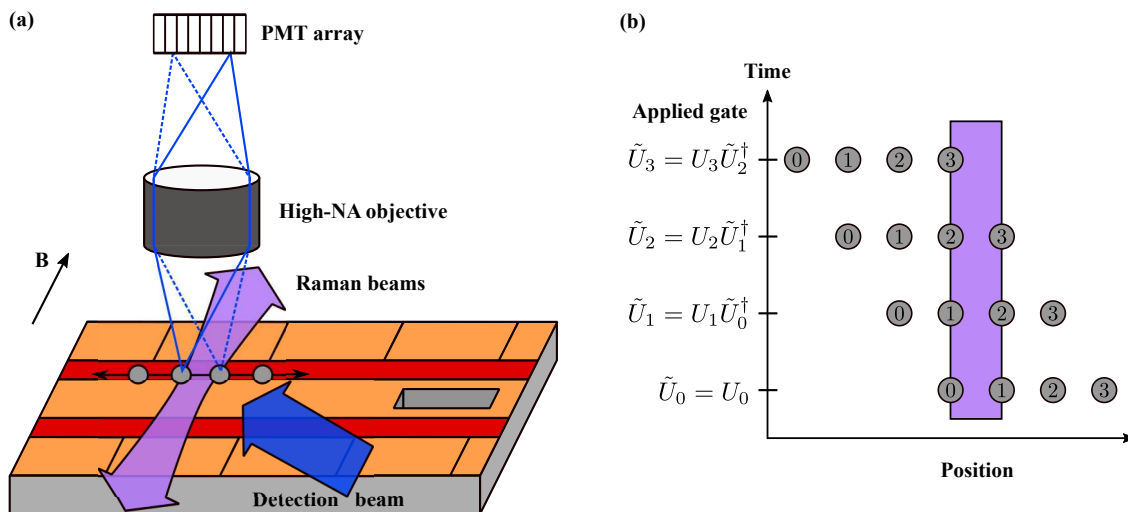 (a)
PMT array
High-NA objective
B
Raman beams
Detection beam
(b)
Time
Applied gate
Ũ₃ = U₃Ũ₂† 0 1 2 3
Ũ₂ = U₂Ũ₁† 0 1 2 3
Ũ₁ = U₁Ũ₀† 0 1 2 3
Ũ₀ = U₀ 0 1 2 3
Position